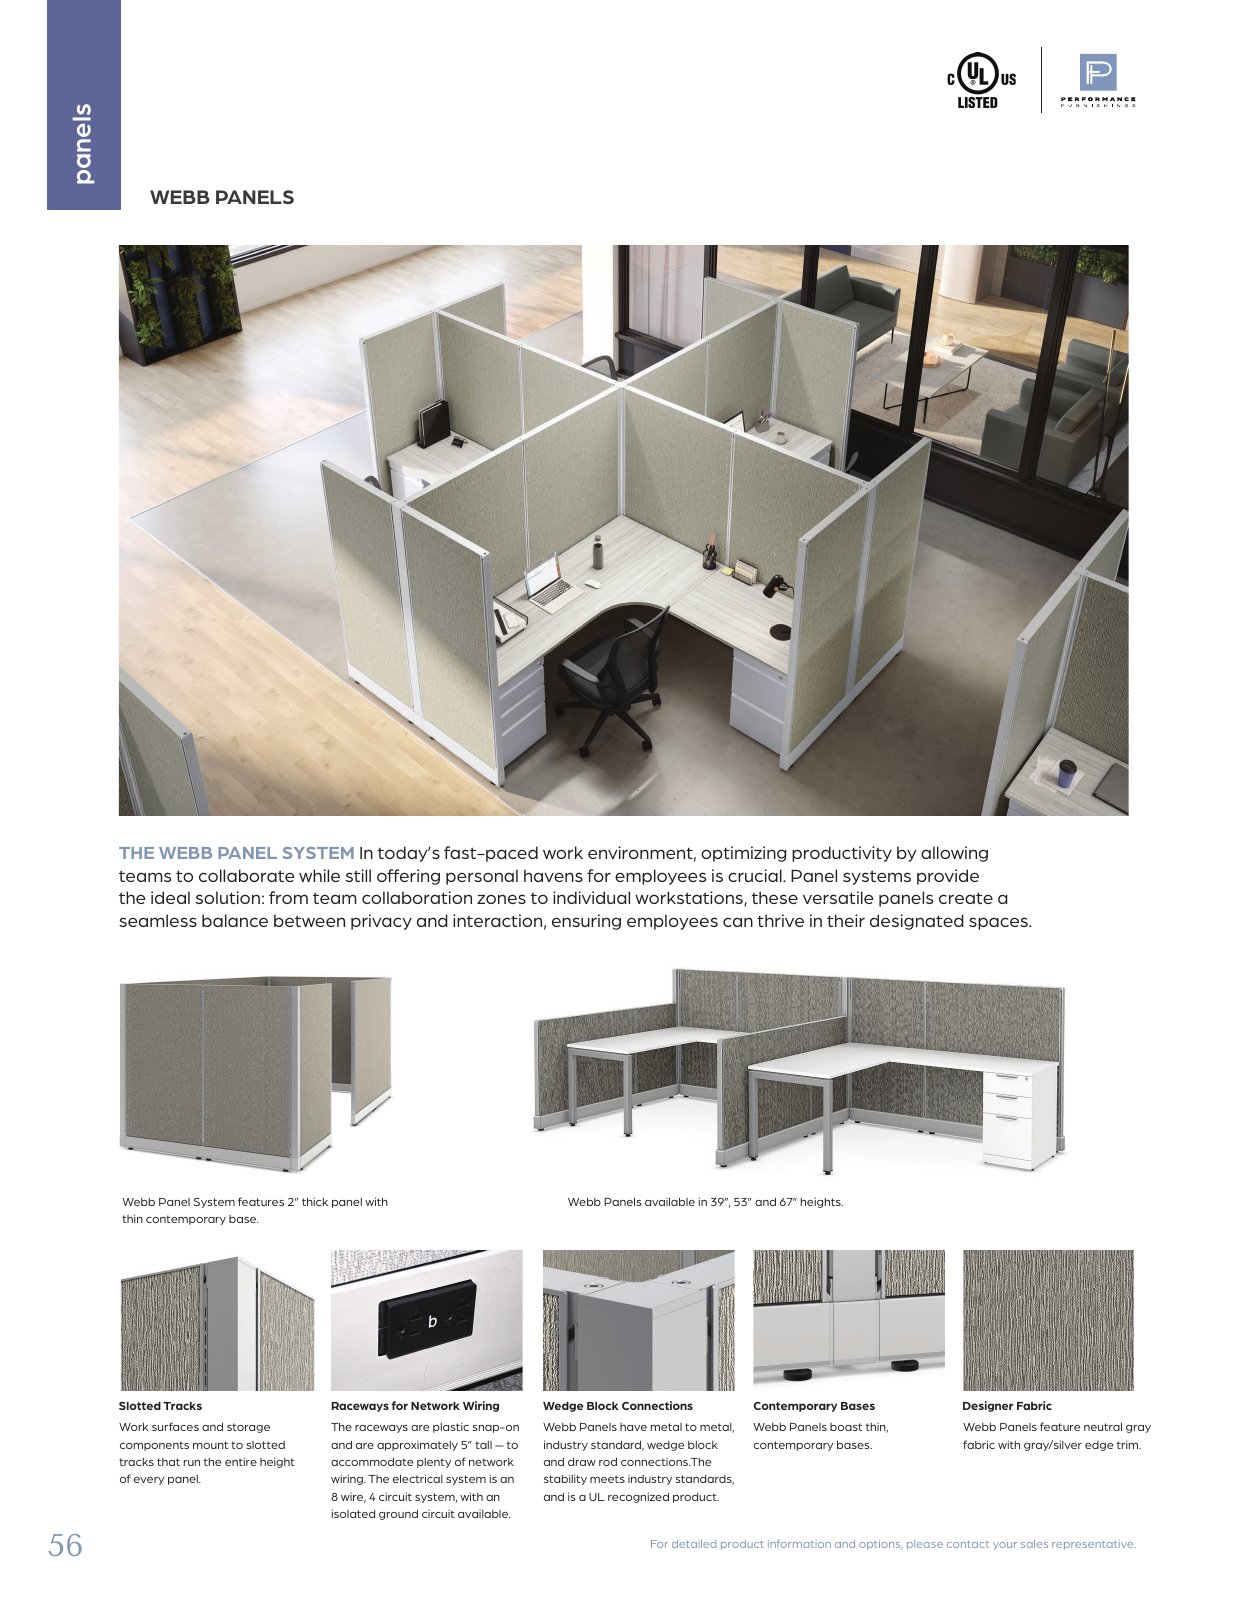 panels
C UL US
®
LISTED
PERFORMANCE
FURNISHINGS
WEBB PANELS
THE WEBB PANEL SYSTEM In today’s fast-paced work environment, optimizing productivity by allowing
teams to collaborate while still offering personal havens for employees is crucial. Panel systems provide
the ideal solution: from team collaboration zones to individual workstations, these versatile panels create a
seamless balance between privacy and interaction, ensuring employees can thrive in their designated spaces.
Webb Panel System features 2” thick panel with
thin contemporary base.
Webb Panels available in 39”, 53” and 67” heights.
b
Slotted Tracks
Work surfaces and storage
components mount to slotted
tracks that run the entire height
of every panel.
Raceways for Network Wiring
The raceways are plastic snap-on
and are approximately 5” tall — to
accommodate plenty of network
wiring. The electrical system is an
8 wire, 4 circuit system, with an
isolated ground circuit available.
Wedge Block Connections
Webb Panels have metal to metal,
industry standard, wedge block
and draw rod connections.The
stability meets industry standards,
and is a UL recognized product.
Contemporary Bases
Webb Panels boast thin,
contemporary bases.
Designer Fabric
Webb Panels feature neutral gray
fabric with gray/silver edge trim.
56
For detailed product information and options, please contact your sales representative.